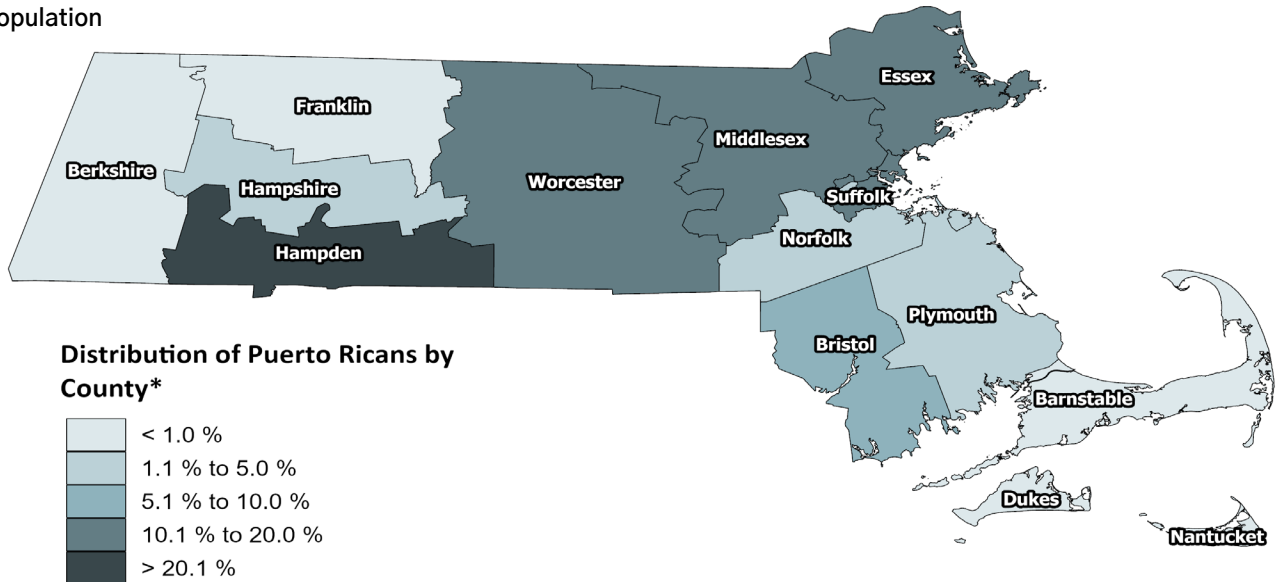 opulation
Essex
Franklin
Middlesex
Berkshire
Worcester
Hampshire
Suffolk
Norfolk
Hampden
Plymouth
Bristol
Barnstable
Dukes
Nantucket
Distribution of Puerto Ricans by
County*
< 1.0 %
1.1 % to 5.0 %
5.1 % to 10.0 %
10.1 % to 20.0 %
> 20.1 %